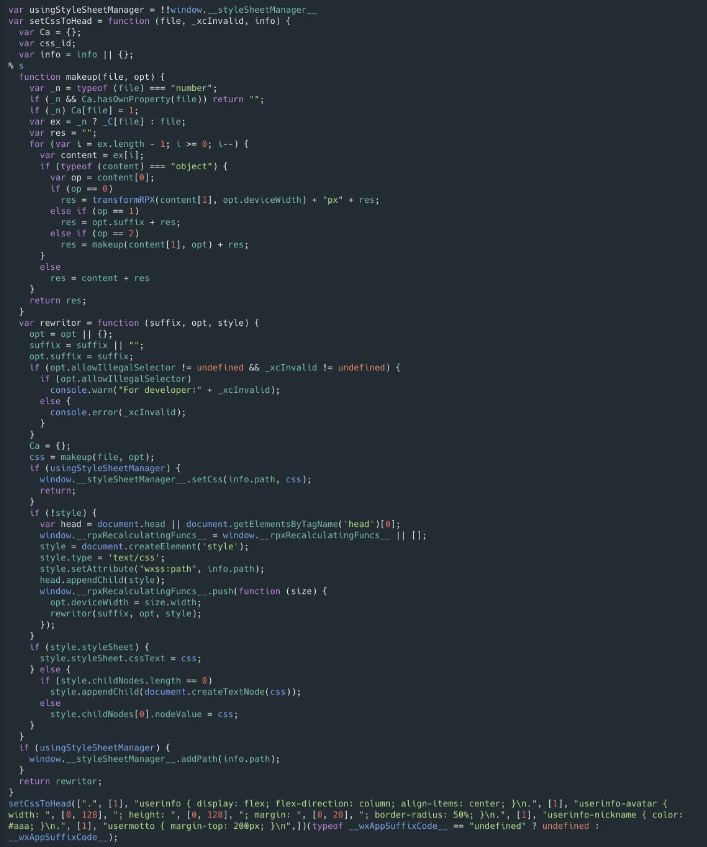 var usingStyleSheetManager = !!window.__styleSheetManager__
var setCssToHead = function (file, _xcInvalid, info) {
  var Ca = {};
  var css_id;
  var info = info || {};
% s
  function makeup(file, opt) {
    var _n = typeof (file) === "number";
    if (_n && Ca.hasOwnProperty(file)) return "";
    if (_n) Ca[file] = 1;
    var ex = _n ? _C[file] : file;
    var res = "";
    for (var i = ex.length - 1; i >= 0; i--) {
      var content = ex[i];
      if (typeof (content) === "object") {
        var op = content[0];
        if (op == 0)
          res = transformRPX(content[1], opt.deviceWidth) + "px" + res;
        else if (op == 1)
          res = opt.suffix + res;
        else if (op == 2)
          res = makeup(content[1], opt) + res;
      }
      else
        res = content + res
    }
    return res;
  }
  var rewritor = function (suffix, opt, style) {
    opt = opt || {};
    suffix = suffix || "";
    opt.suffix = suffix;
    if (opt.allowIllegalSelector != undefined && _xcInvalid != undefined) {
      if (opt.allowIllegalSelector)
        console.warn("For developer:" + _xcInvalid);
      else {
        console.error(_xcInvalid);
      }
    }
    Ca = {};
    css = makeup(file, opt);
    if (usingStyleSheetManager) {
      window.__styleSheetManager__.setCss(info.path, css);
      return;
    }
    if (!style) {
      var head = document.head || document.getElementsByTagName('head')[0];
      window.__rpxRecalculatingFuncs__ = window.__rpxRecalculatingFuncs__ || [];
      style = document.createElement('style');
      style.type = 'text/css';
      style.setAttribute("wxss:path", info.path);
      head.appendChild(style);
      window.__rpxRecalculatingFuncs__.push(function (size) {
        opt.deviceWidth = size.width;
        rewritor(suffix, opt, style);
      });
    }
    if (style.styleSheet) {
      style.styleSheet.cssText = css;
    } else {
      if (style.childNodes.length == 0)
        style.appendChild(document.createTextNode(css));
      else
        style.childNodes[0].nodeValue = css;
    }
  }
  if (usingStyleSheetManager) {
    window.__styleSheetManager__.addPath(info.path);
  }
  return rewritor;
}
setCssToHead([".", [1], "userinfo { display: flex; flex-direction: column; align-items: center; }\n.", [1], "userinfo-avatar {
width: ", [0, 128], "; height: ", [0, 128], "; margin: ", [0, 20], "; border-radius: 50%; }\n.", [1], "userinfo-nickname { color:
#aaa; }\n.", [1], "usermotto { margin-top: 200px; }\n",])(typeof __wxAppSuffixCode__ == "undefined" ? undefined :
__wxAppSuffixCode__);